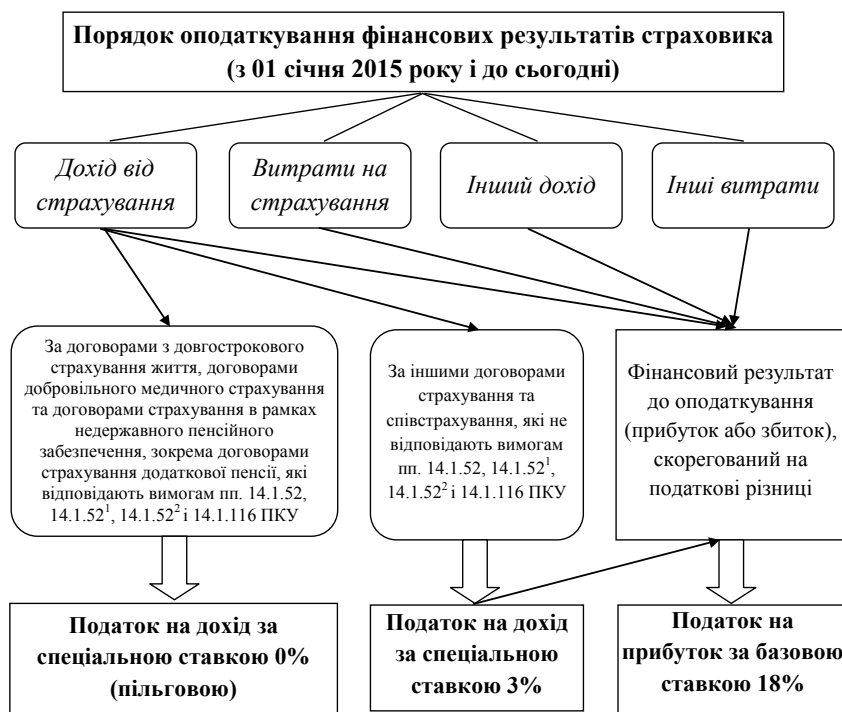 Порядок оподаткування фінансових результатів страховика
(з 01 січня 2015 року і до сьогодні)
Дохід від
страхування
Витрати на
страхування
Інший дохід
Інші витрати
За договорами з довгострокового
страхування життя, договорами
добровільного медичного страхування
та договорами страхування в рамках
недержавного пенсійного
забезпечення, зокрема договорами
страхування додаткової пенсії, які
відповідають вимогам пп. 14.1.52,
14.1.52¹, 14.1.52² і 14.1.116 ПКУ
За іншими договорами
страхування та
співстрахування, які не
відповідають вимогам
пп. 14.1.52, 14.1.52¹,
14.1.52² і 14.1.116 ПКУ
Фінансовий результат
до оподаткування
(прибуток або збиток),
скорегований на
податкові різниці
Податок на дохід за
спеціальною ставкою 0%
(пільговою)
Податок на дохід
за спеціальною
ставкою 3%
Податок на
прибуток за базовою
ставкою 18%